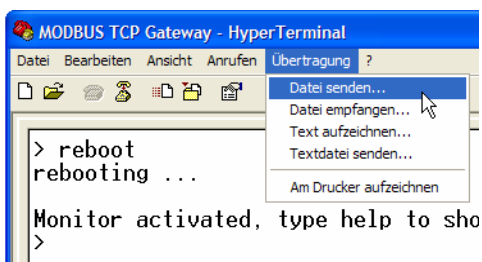 MODBUS TCP Gateway - HyperTerminal
Datei Bearbeiten Ansicht Anrufen Übertragung ?
Datei senden...
Datei empfangen...
Text aufzeichnen...
Textdatei senden...
Am Drucker aufzeichnen
> reboot
rebooting ...
Monitor activated, type help to sho
>